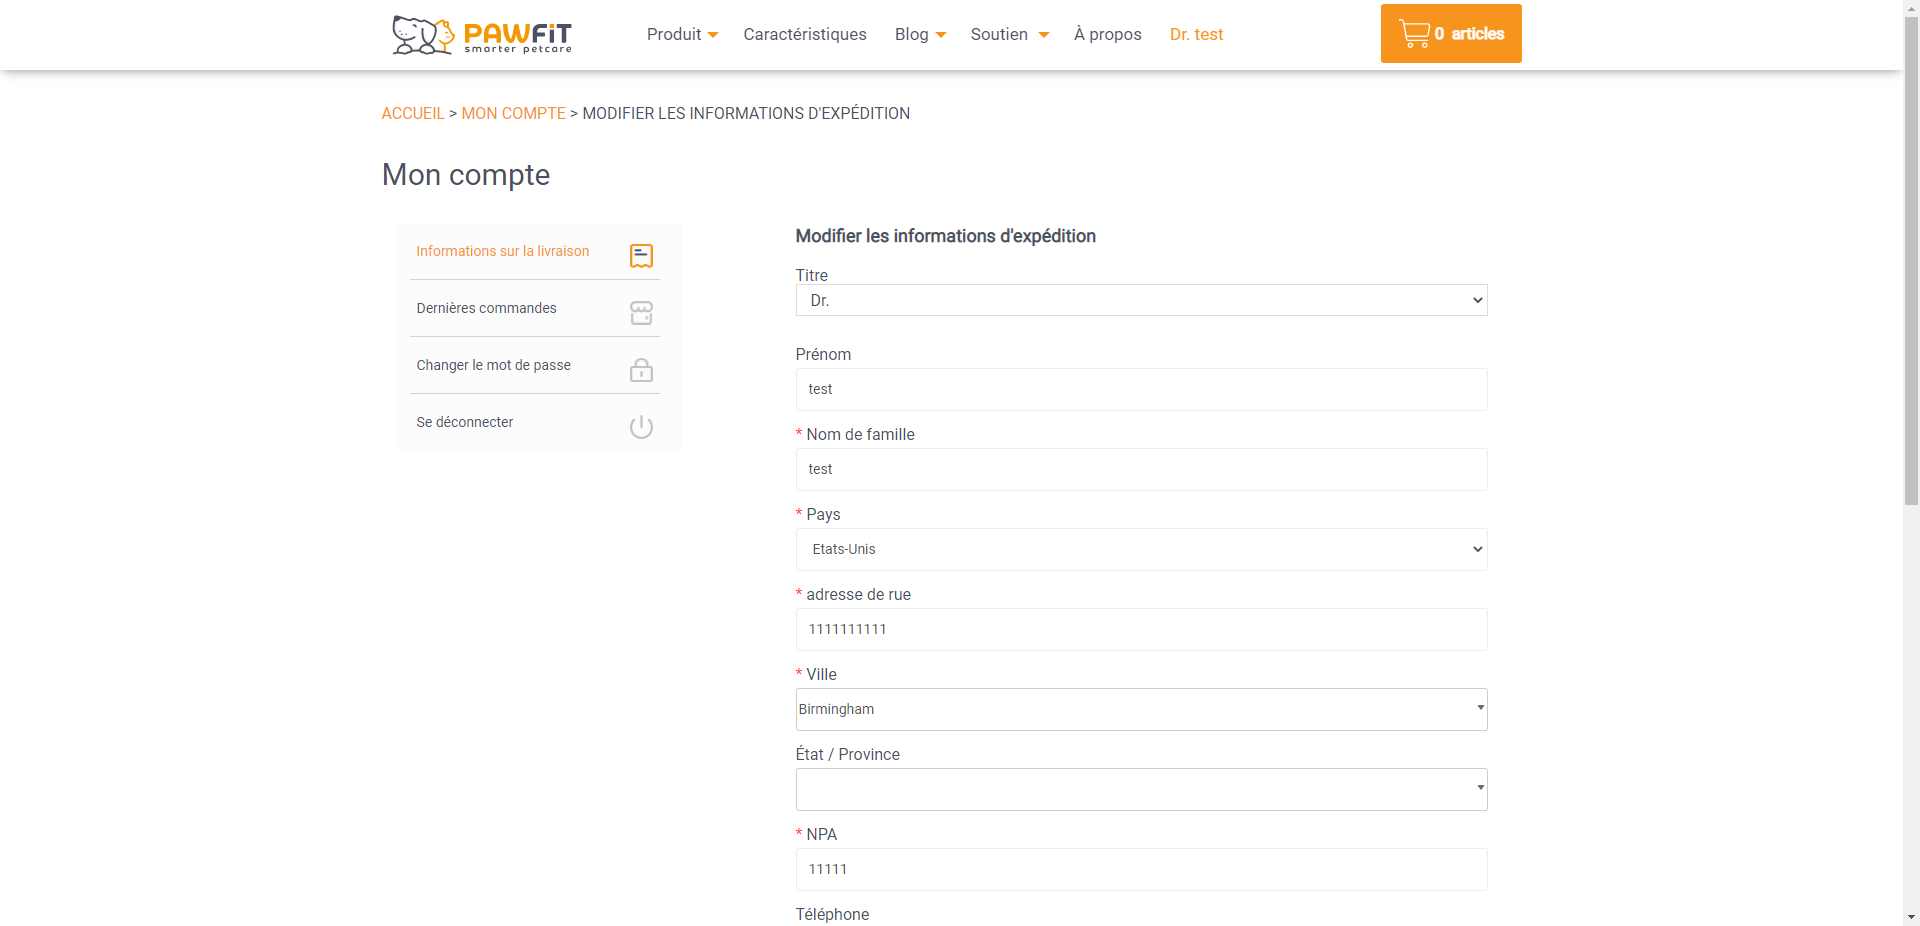 PAWFiT
smarter petcare
Produit Caractéristiques Blog Soutien À propos Dr. test
0 articles
ACCUEIL > MON COMPTE > MODIFIER LES INFORMATIONS D'EXPÉDITION
Mon compte
Informations sur la livraison
Dernières commandes
Changer le mot de passe
Se déconnecter
Modifier les informations d'expédition
Titre
Dr.
Prénom
test
* Nom de famille
test
* Pays
Etats-Unis
* adresse de rue
1111111111
* Ville
Birmingham
État / Province
* NPA
11111
Téléphone